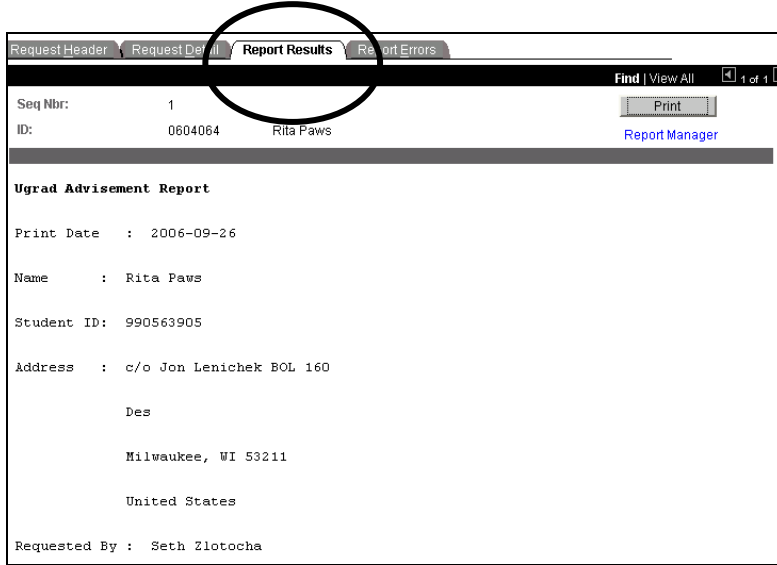 Request Header Request Detail Report Results Report Errors
Find | View All 1 of 1
Seq Nbr: 1 Print
ID: 0604064 Rita Paws Report Manager
Ugrad Advisement Report
Print Date : 2006-09-26
Name : Rita Paws
Student ID: 990563905
Address : c/o Jon Lenichek BOL 160
Des
Milwaukee, WI 53211
United States
Requested By : Seth Zlotocha